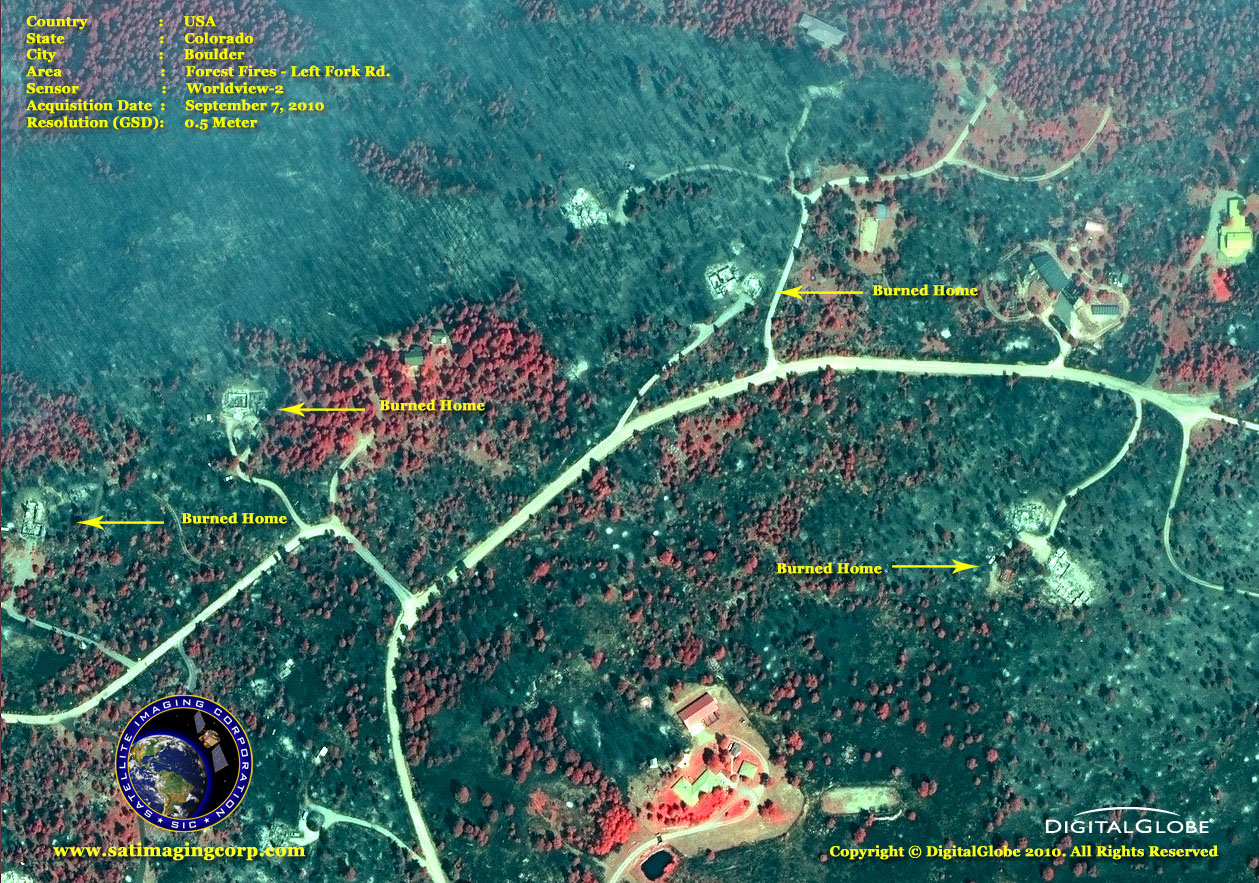 Country : USA
State : Colorado
City : Boulder
Area : Forest Fires - Left Fork Rd.
Sensor : Worldview-2
Acquisition Date : September 7, 2010
Resolution (GSD): 0.5 Meter
Burned Home
Burned Home
Burned Home
Burned Home
SATELLITE IMAGING CORPORATION
★ SIC ★
www.satimagingcorp.com
DIGITALGLOBE®
Copyright © DigitalGlobe 2010. All Rights Reserved